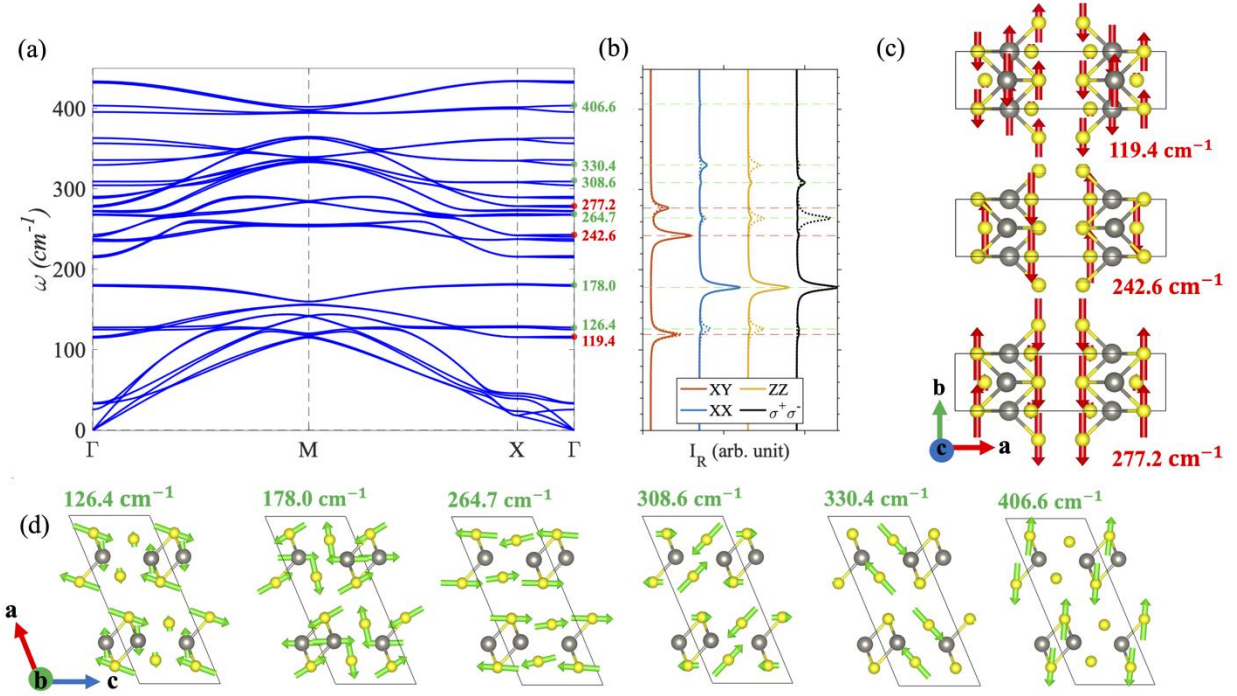 (a)
ω (cm⁻¹)
400
300
200
100
0
Γ
M
X
Γ
406.6
330.4
308.6
277.2
264.7
242.6
178.0
126.4
119.4
(b)
XY
ZZ
XX
σ⁺σ⁻
I_R (arb. unit)
(c)
119.4 cm⁻¹
242.6 cm⁻¹
b
c
a
277.2 cm⁻¹
(d)
126.4 cm⁻¹
178.0 cm⁻¹
264.7 cm⁻¹
308.6 cm⁻¹
330.4 cm⁻¹
406.6 cm⁻¹
a
b
c